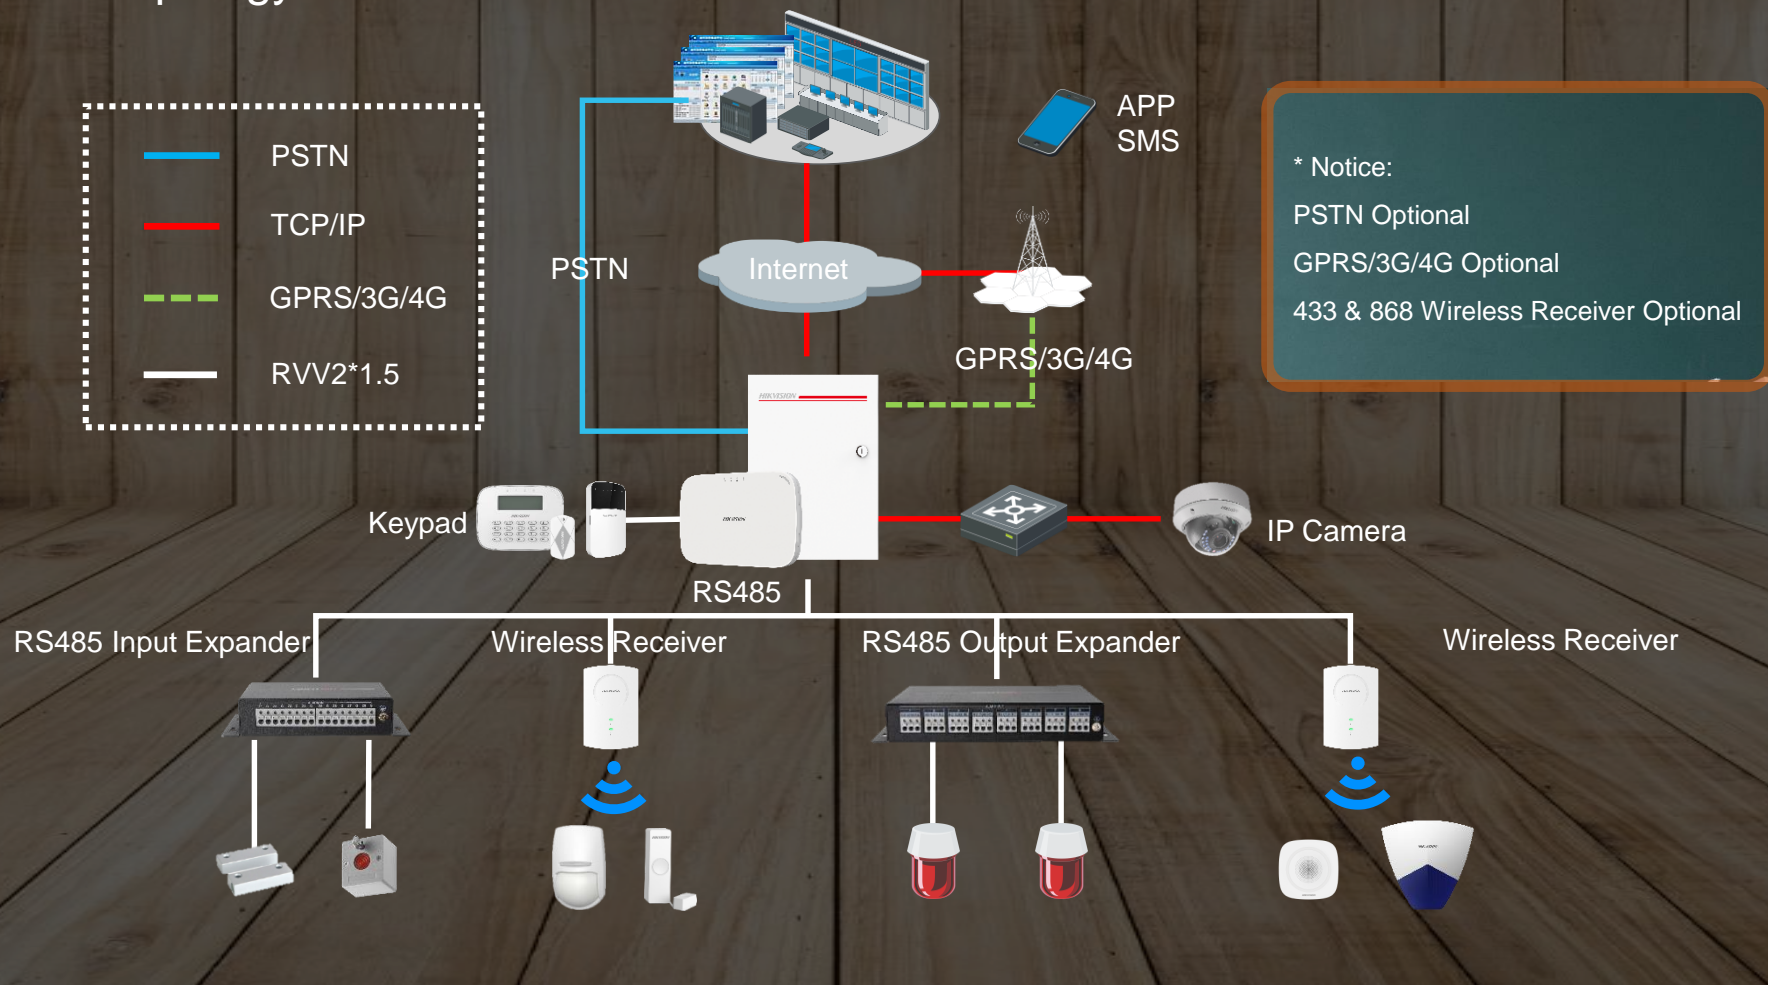 PSTN
TCP/IP
GPRS/3G/4G
RVV2*1.5
APP
SMS
* Notice:
PSTN Optional
GPRS/3G/4G Optional
433 & 868 Wireless Receiver Optional
PSTN
Internet
GPRS/3G/4G
HIKVISION
Keypad
IP Camera
RS485
RS485 Input Expander
Wireless Receiver
RS485 Output Expander
Wireless Receiver